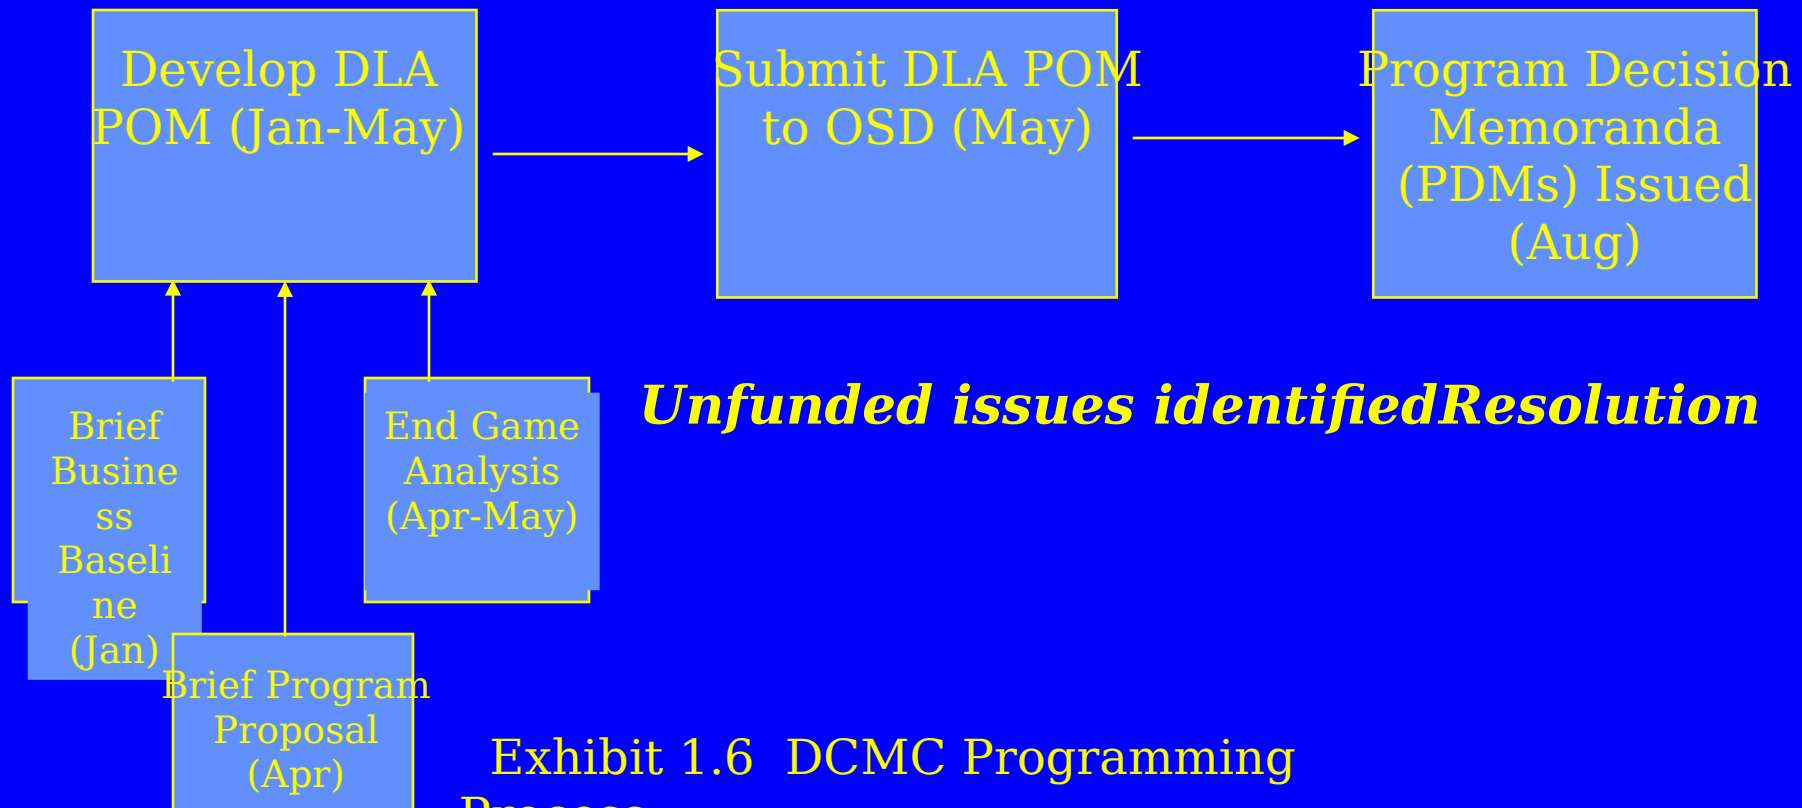 Develop DLA
POM (Jan-May)
Submit DLA POM
to OSD (May)
Program Decision
Memoranda
(PDMs) Issued
(Aug)
Brief
Busine
ss
Baseli
ne
(Jan)
End Game
Analysis
(Apr-May)
Unfunded issues identifiedResolution
Brief Program
Proposal
(Apr)
Exhibit 1.6  DCMC Programming